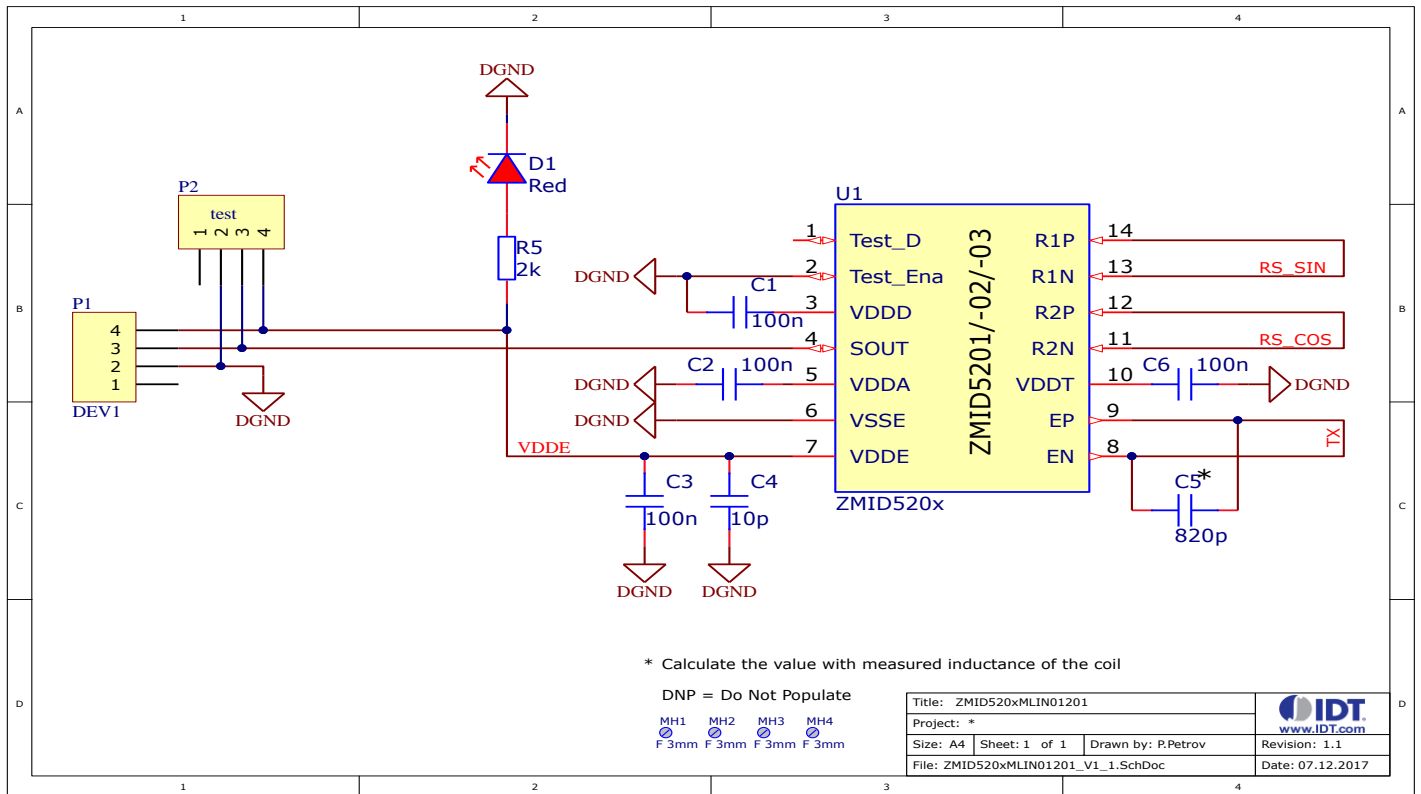 1 2 3 4
A A
B B
C C
D D
DGND
D1
Red
R5
2k
P2
test
1 2 3 4
P1
4
3
2
1
DEV1
DGND
VDDE
U1
ZMID5201/-02/-03
1 Test_D
2 Test_Ena
3 VDDD
4 SOUT
5 VDDA
6 VSSE
7 VDDE
R1P 14
R1N 13
R2P 12
R2N 11
VDDT 10
EP 9
EN 8
ZMID520x
DGND
C1
100n
DGND
C2 100n
DGND
C3
100n
DGND
C4
10p
DGND
RS_SIN
RS_COS
C6 100n
DGND
TX
C5*
820p
* Calculate the value with measured inductance of the coil
DNP = Do Not Populate
MH1 MH2 MH3 MH4
F 3mm F 3mm F 3mm F 3mm
Title: ZMID520xMLIN01201
Project: *
Size: A4 Sheet: 1 of 1 Drawn by: P.Petrov
File: ZMID520xMLIN01201_V1_1.SchDoc
IDT.
www.IDT.com
Revision: 1.1
Date: 07.12.2017
1 2 3 4